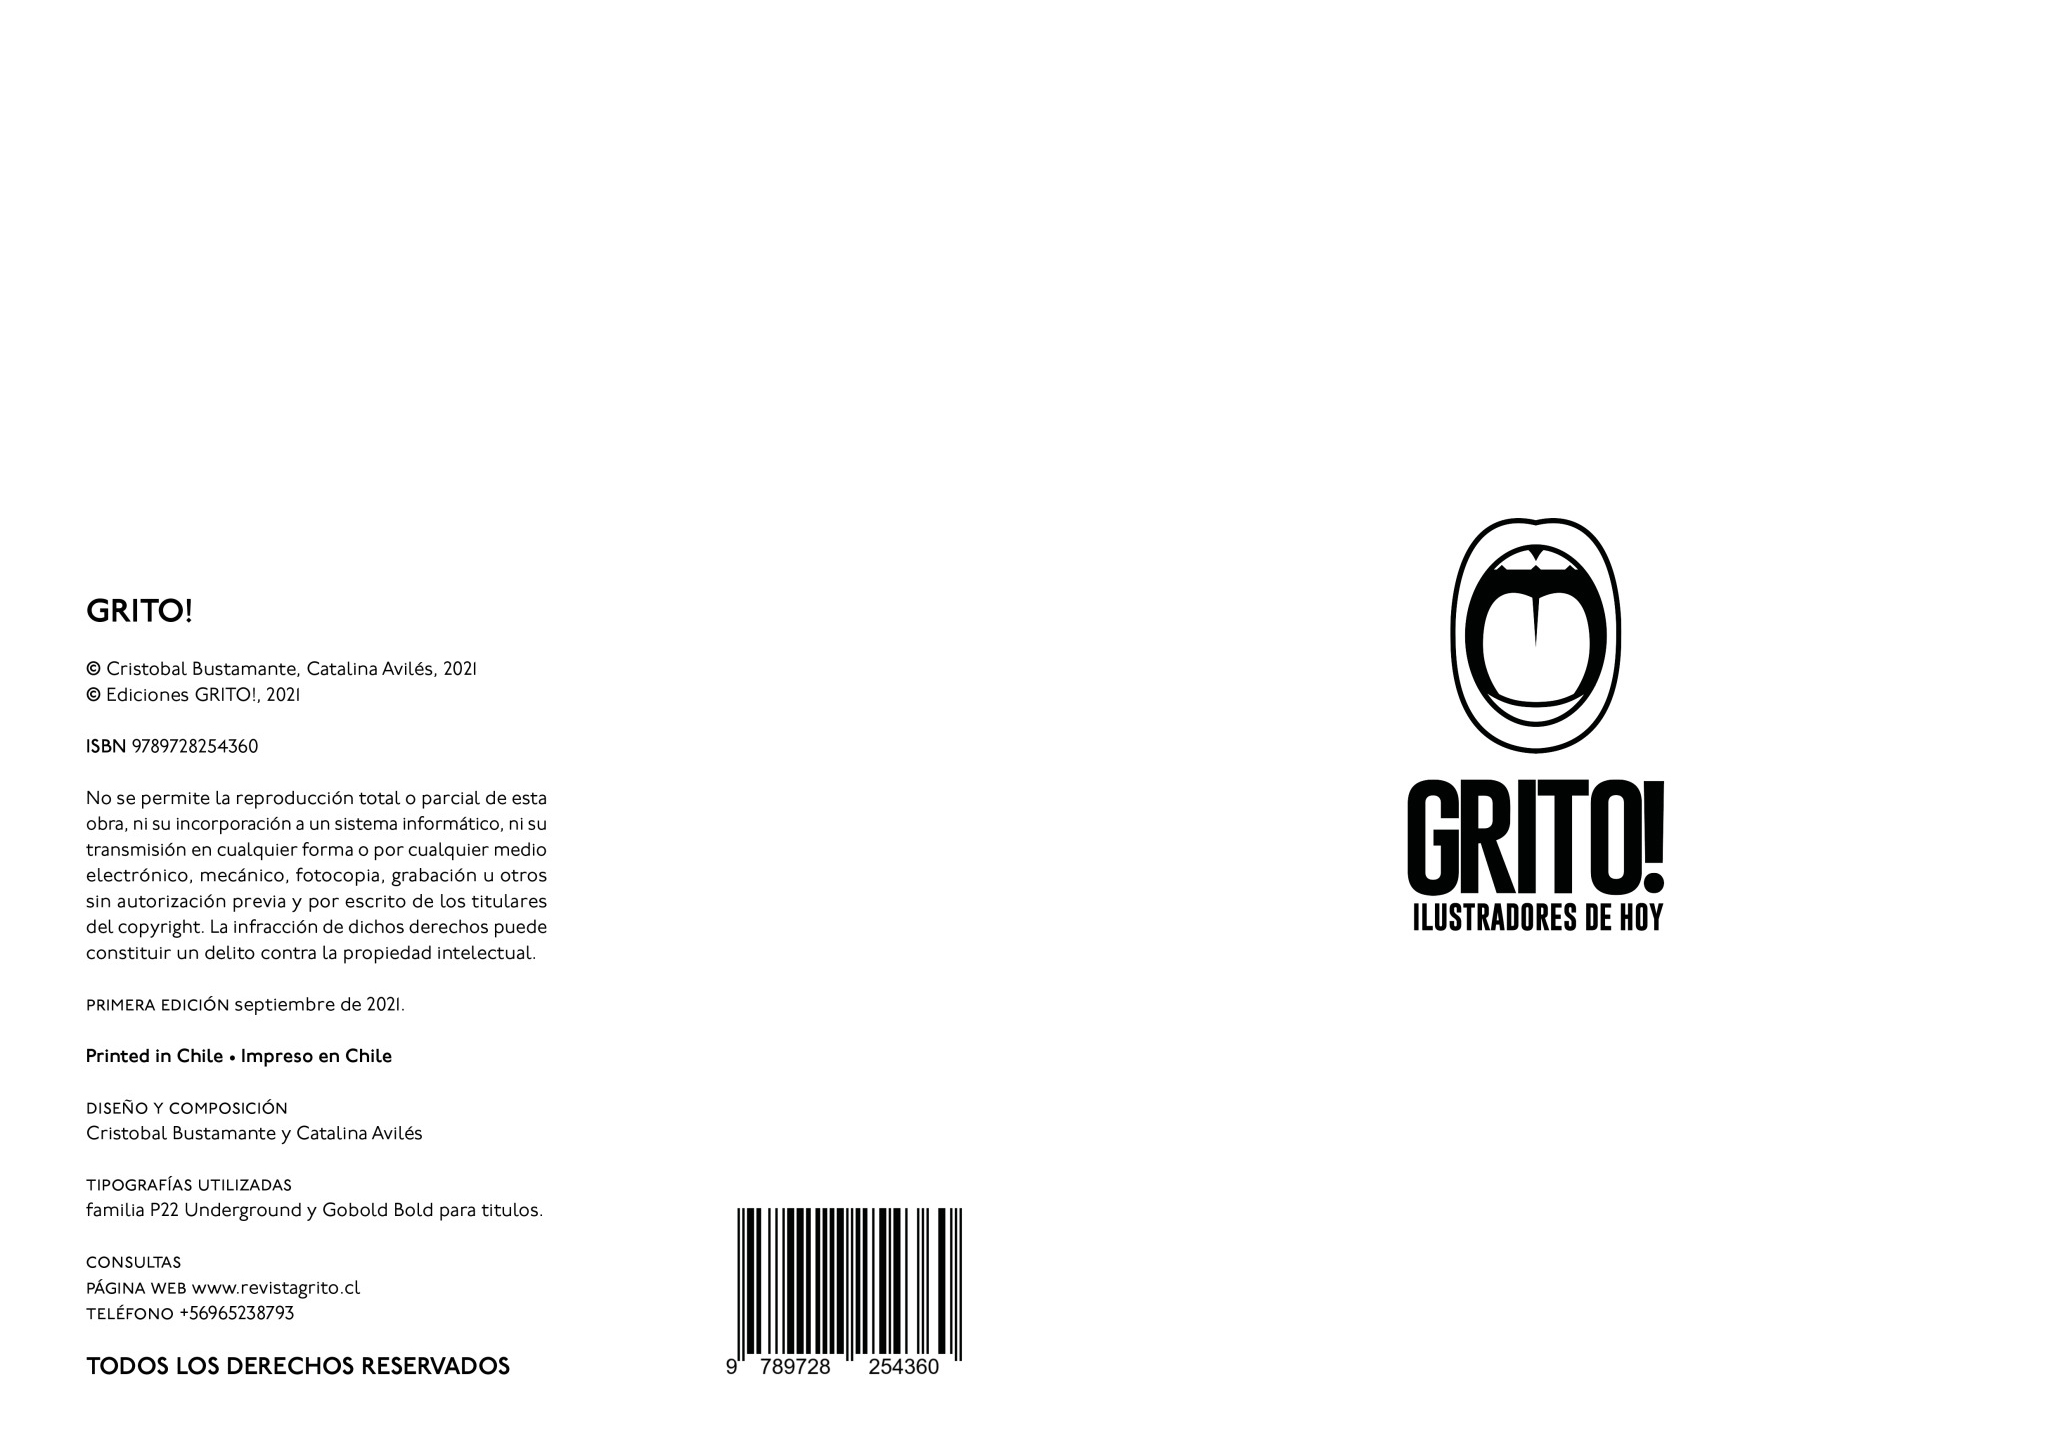 GRITO!
© Cristobal Bustamante, Catalina Avilés, 2021
© Ediciones GRITO!, 2021
ISBN 9789728254360
No se permite la reproducción total o parcial de esta
obra, ni su incorporación a un sistema informático, ni su
transmisión en cualquier forma o por cualquier medio
electrónico, mecánico, fotocopia, grabación u otros
sin autorización previa y por escrito de los titulares
del copyright. La infracción de dichos derechos puede
constituir un delito contra la propiedad intelectual.
PRIMERA EDICIÓN septiembre de 2021.
Printed in Chile • Impreso en Chile
DISEÑO Y COMPOSICIÓN
Cristobal Bustamante y Catalina Avilés
TIPOGRAFÍAS UTILIZADAS
familia P22 Underground y Gobold Bold para titulos.
CONSULTAS
PÁGINA WEB www.revistagrito.cl
TELÉFONO +56965238793
TODOS LOS DERECHOS RESERVADOS
9 789728 254360
GRITO!
ILUSTRADORES DE HOY